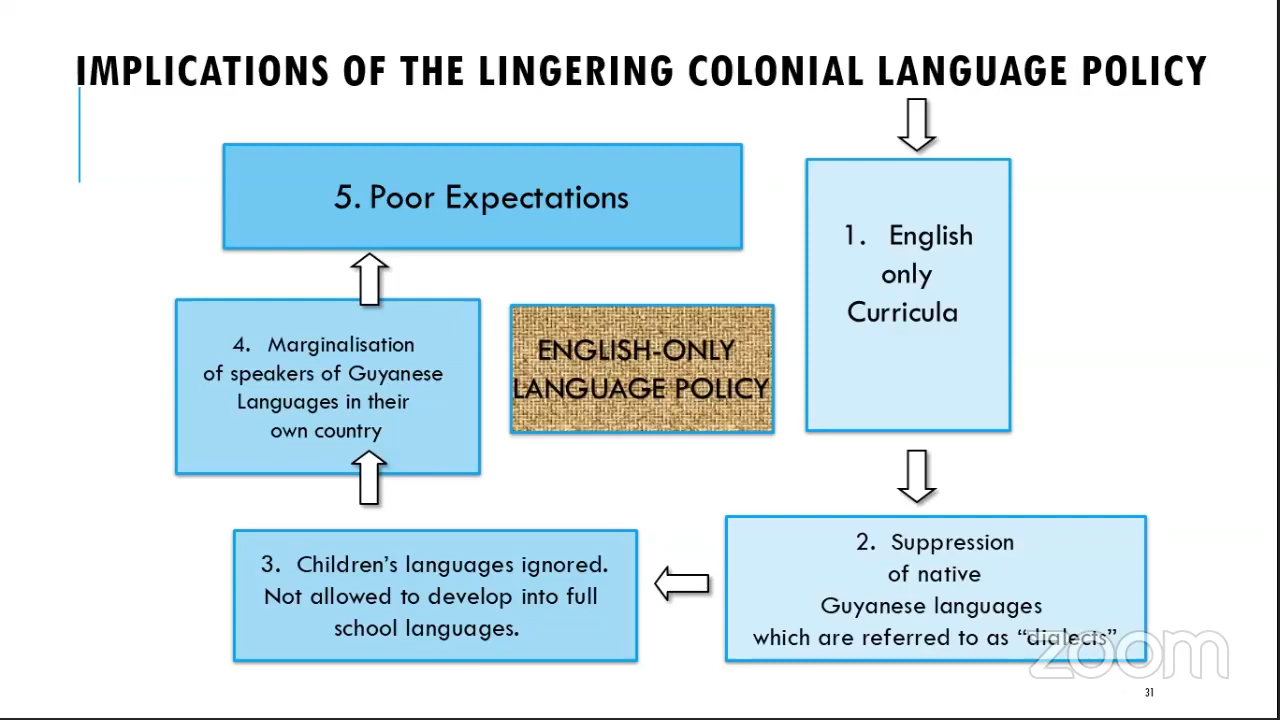 IMPLICATIONS OF THE LINGERING COLONIAL LANGUAGE POLICY
1. English
only
Curricula
2. Suppression
of native
Guyanese languages
which are referred to as “dialects”
3. Children’s languages ignored.
Not allowed to develop into full
school languages.
4. Marginalisation
of speakers of Guyanese
Languages in their
own country
5. Poor Expectations
ENGLISH-ONLY
LANGUAGE POLICY
zoom
31